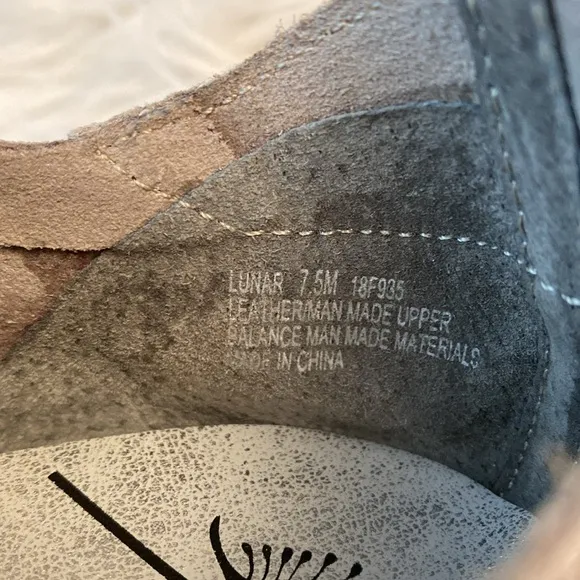 LUNAR 7.5M 18F935
LEATHER/MAN MADE UPPER
BALANCE MAN MADE MATERIALS
MADE IN CHINA